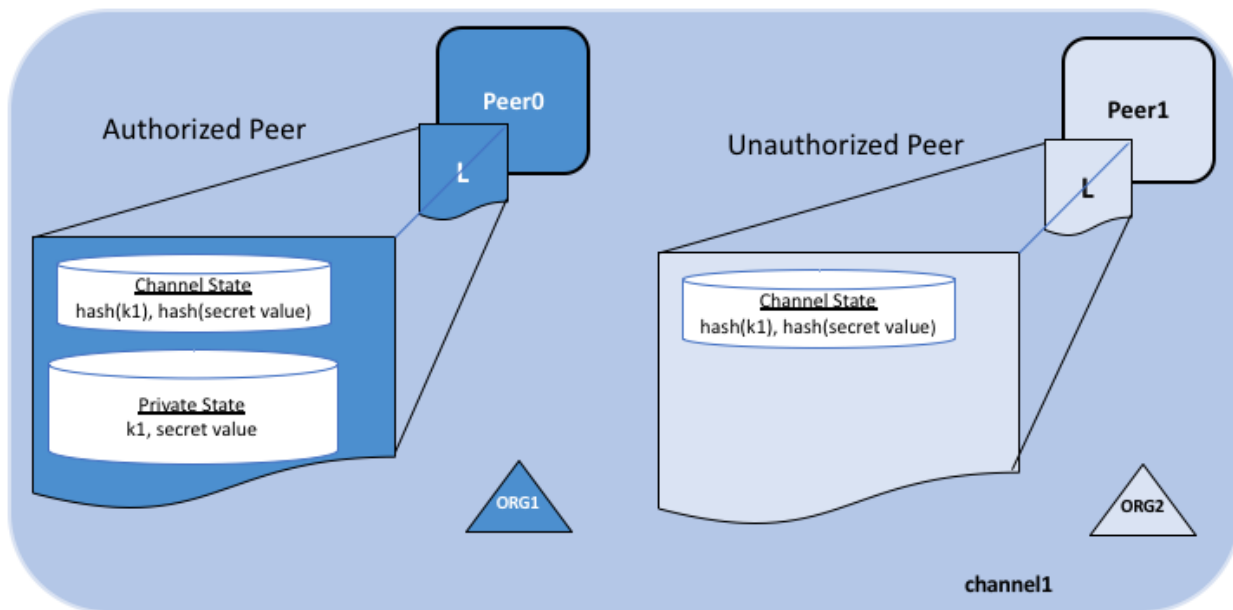 Peer0
Authorized Peer
L
Channel State
hash(k1), hash(secret value)
Private State
k1, secret value
ORG1
Peer1
Unauthorized Peer
L
Channel State
hash(k1), hash(secret value)
ORG2
channel1